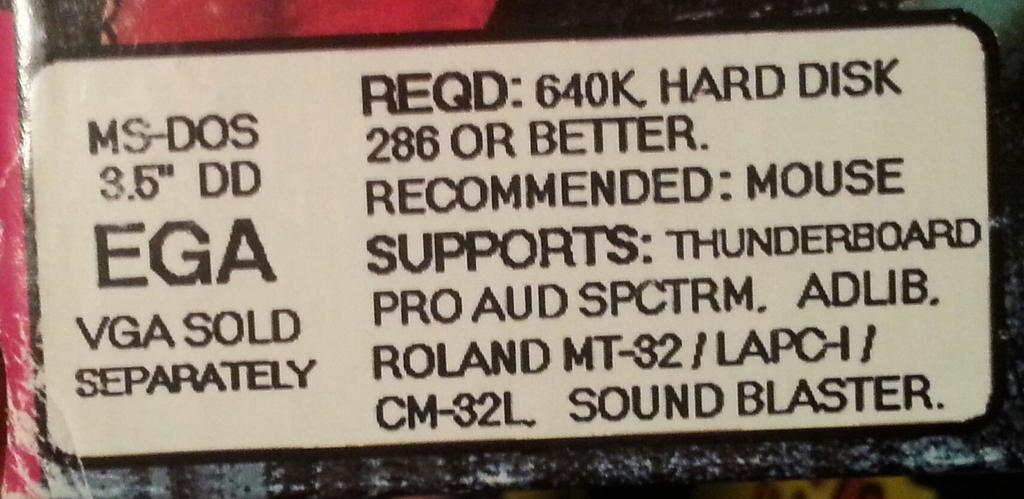 MS-DOS
3.5" DD
EGA
VGA SOLD
SEPARATELY
REQD: 640K, HARD DISK
286 OR BETTER.
RECOMMENDED: MOUSE
SUPPORTS: THUNDERBOARD
PRO AUD SPCTRM. ADLIB.
ROLAND MT-32 / LAPC-I /
CM-32L. SOUND BLASTER.